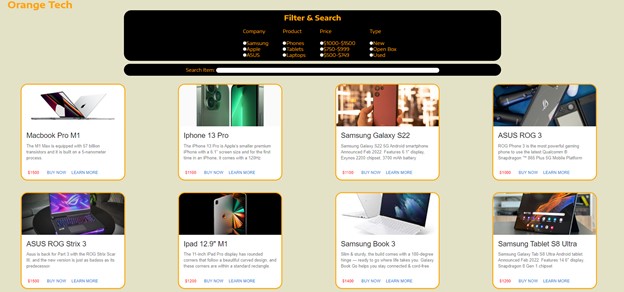 Orange Tech
Filter & Search
Company Product Price Type
Samsung Phones $1000-$1500 New
Apple Tablets $750-$999 Open Box
ASUS Laptops $500-$749 Used
Search Item:
Macbook Pro M1
The M1 Max is equipped with 57 billion
transistors and it is built on a 5-nanometer
process
$1500 BUY NOW LEARN MORE
Iphone 13 Pro
The iPhone 13 Pro is Apple's smaller premium
iPhone with a 6.1" screen size and for the first
time in an iPhone, it comes with a 120Hz
BUY NOW LEARN MORE
Samsung Galaxy S22
Samsung Galaxy S22 5G Android smartphone
Announced Feb 2022. Features 6.1" display,
Exynos 2200 chipset, 3700 mAh battery
BUY NOW LEARN MORE
ASUS ROG 3
ROG Phone 3 is the most powerful gaming
phone to use the latest Qualcomm ®
Snapdragon ™ 865 Plus 5G Mobile Platform
BUY NOW LEARN MORE
ASUS ROG Strix 3
Asus is back for Part 3 with the ROG Strix Scar
III, and the new version is just as badass as its
predecessor
BUY NOW LEARN MORE
Ipad 12.9" M1
The 11-inch iPad Pro display has rounded
corners that follow a beautiful curved design, and
these corners are within a standard rectangle.
$1200 BUY NOW LEARN MORE
Samsung Book 3
Slim & sturdy, the build comes with a 180 degree
hinge — ready to go where life takes you. Galaxy
Book Go helps you stay connected & cost-free
BUY NOW LEARN MORE
Samsung Tablet S8 Ultra
Samsung Galaxy Tab S8 Ultra Android tablet
Announced Feb 2022. Features 14.6" display,
Snapdragon 8 Gen 1 chipset
$1200 BUY NOW LEARN MORE